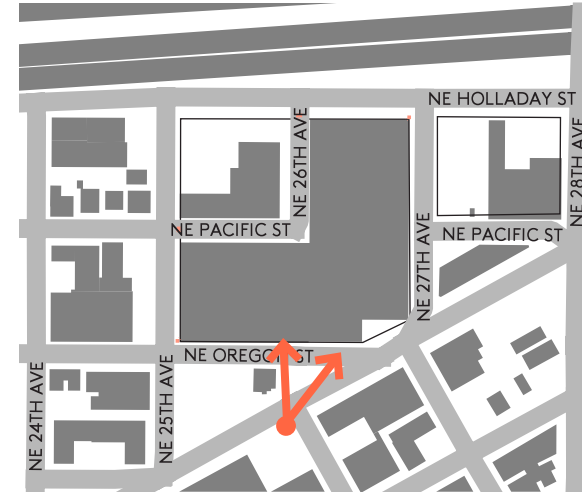 NE HOLLADAY ST
NE 26TH AVE
NE 28TH AVE
NE PACIFIC ST
NE PACIFIC ST
NE 27TH AVE
NE OREGON ST
NE 24TH AVE
NE 25TH AVE